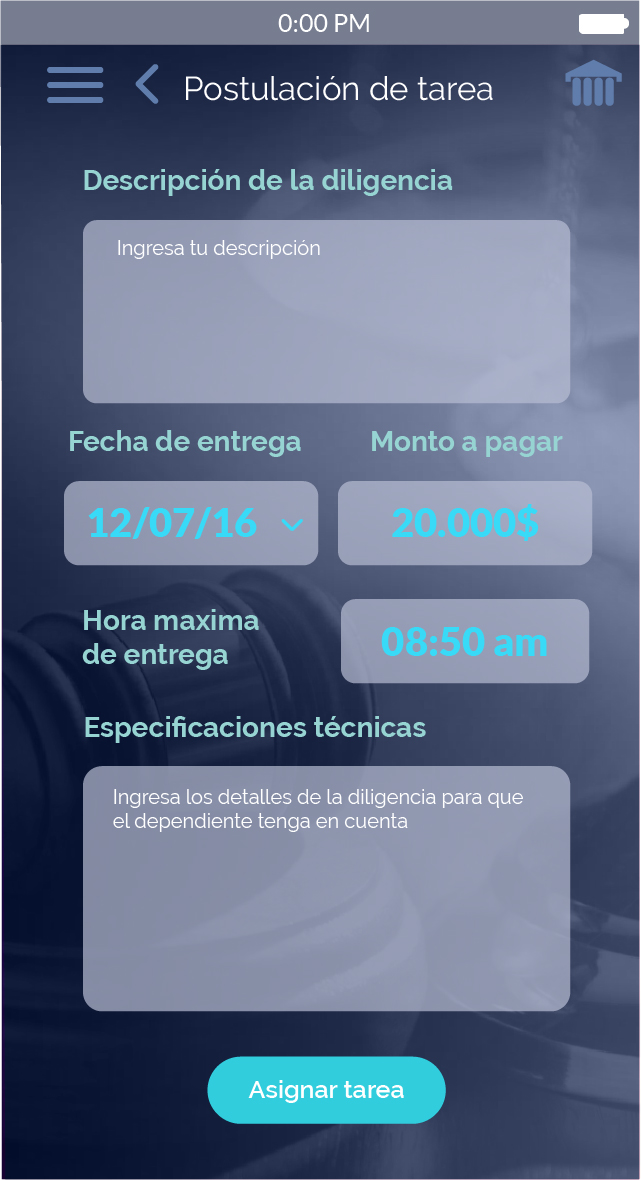 0:00 PM
Postulación de tarea
Descripción de la diligencia
Ingresa tu descripción
Fecha de entrega
Monto a pagar
12/07/16
20.000$
Hora maxima
de entrega
08:50 am
Especificaciones técnicas
Ingresa los detalles de la diligencia para que
el dependiente tenga en cuenta
Asignar tarea